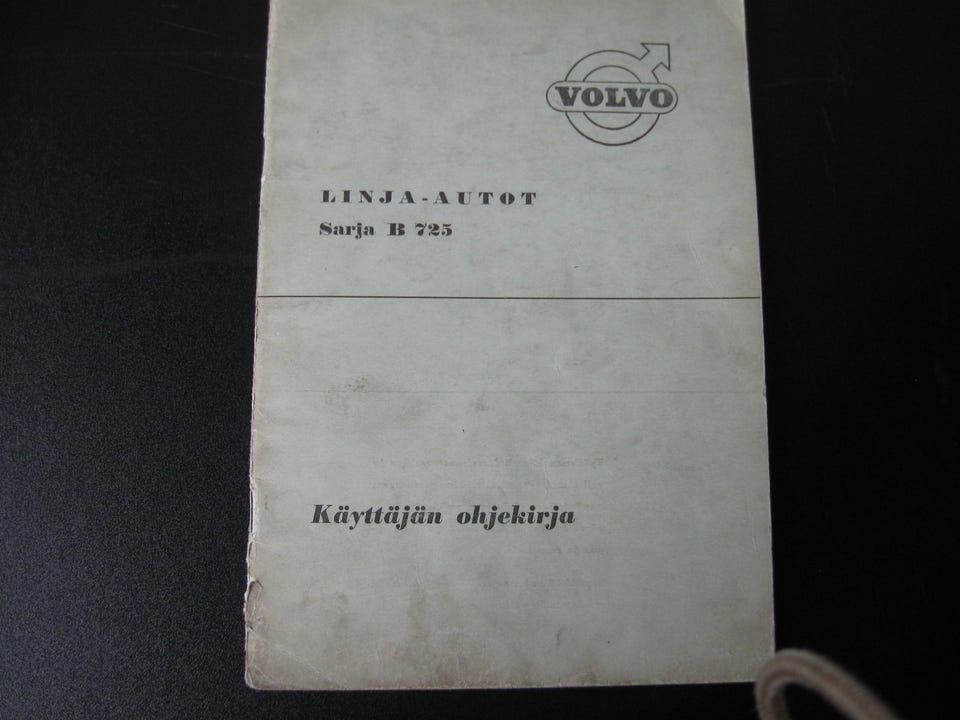 VOLVO
LINJA-AUTOT
Sarja B 725
Käyttäjän ohjekirja